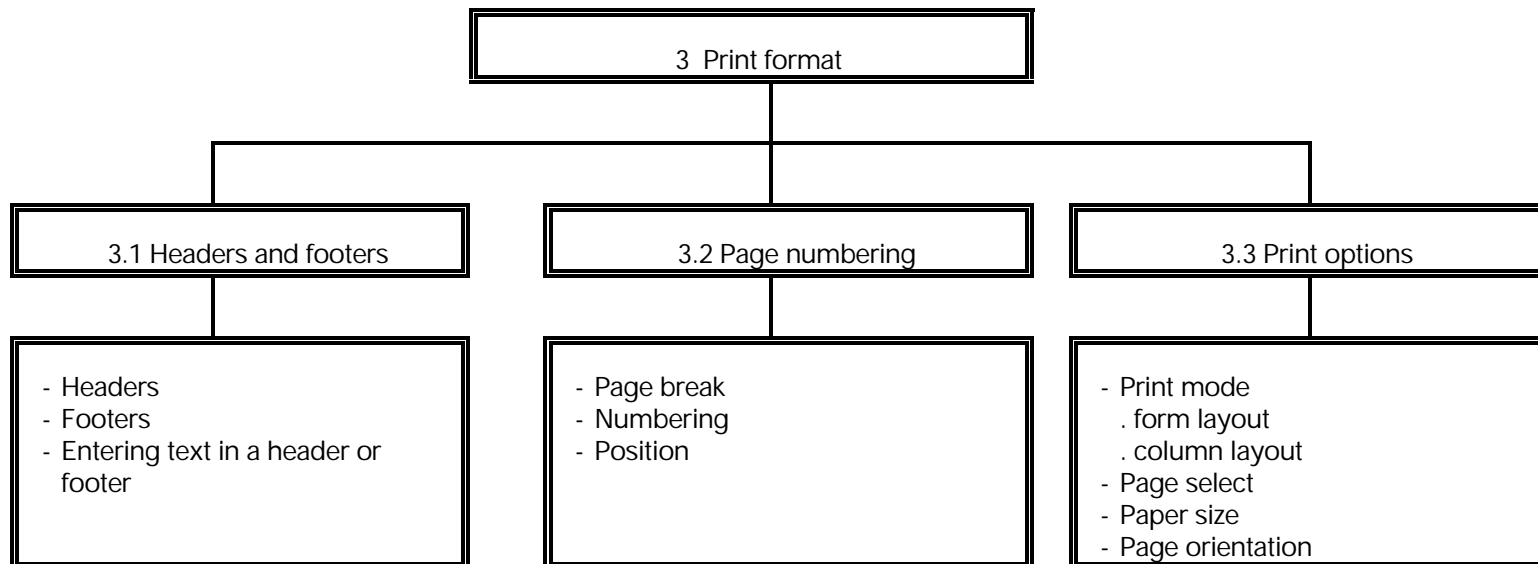 3 Print format
3.1 Headers and footers
3.2 Page numbering
3.3 Print options
- Headers
- Footers
- Entering text in a header or
footer
- Page break
- Numbering
- Position
- Print mode
. form layout
. column layout
- Page select
- Paper size
- Page orientation